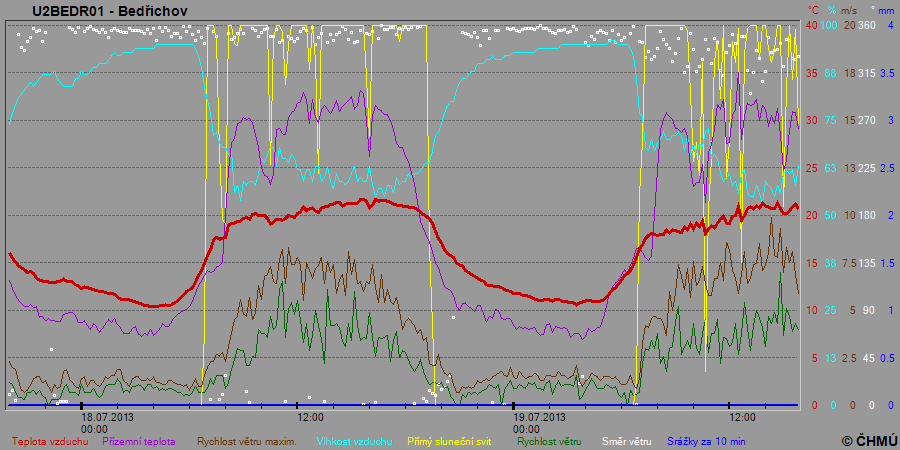 U2BEDR01 - Bedřichov
°C % m/s ° mm
40 100 20 360 4
35 88 18 315 3.5
30 75 15 270 3
25 63 13 225 2.5
20 50 10 180 2
15 38 7.5 135 1.5
10 25 5 90 1
5 13 2.5 45 0.5
0 0 0 0 0
18.07.2013 12:00 19.07.2013 12:00
00:00 00:00
Teplota vzduchu Přízemní teplota Rychlost větru maxim. Vlhkost vzduchu Přímý sluneční svit Rychlost větru Směr větru Srážky za 10 min © ČHMÚ